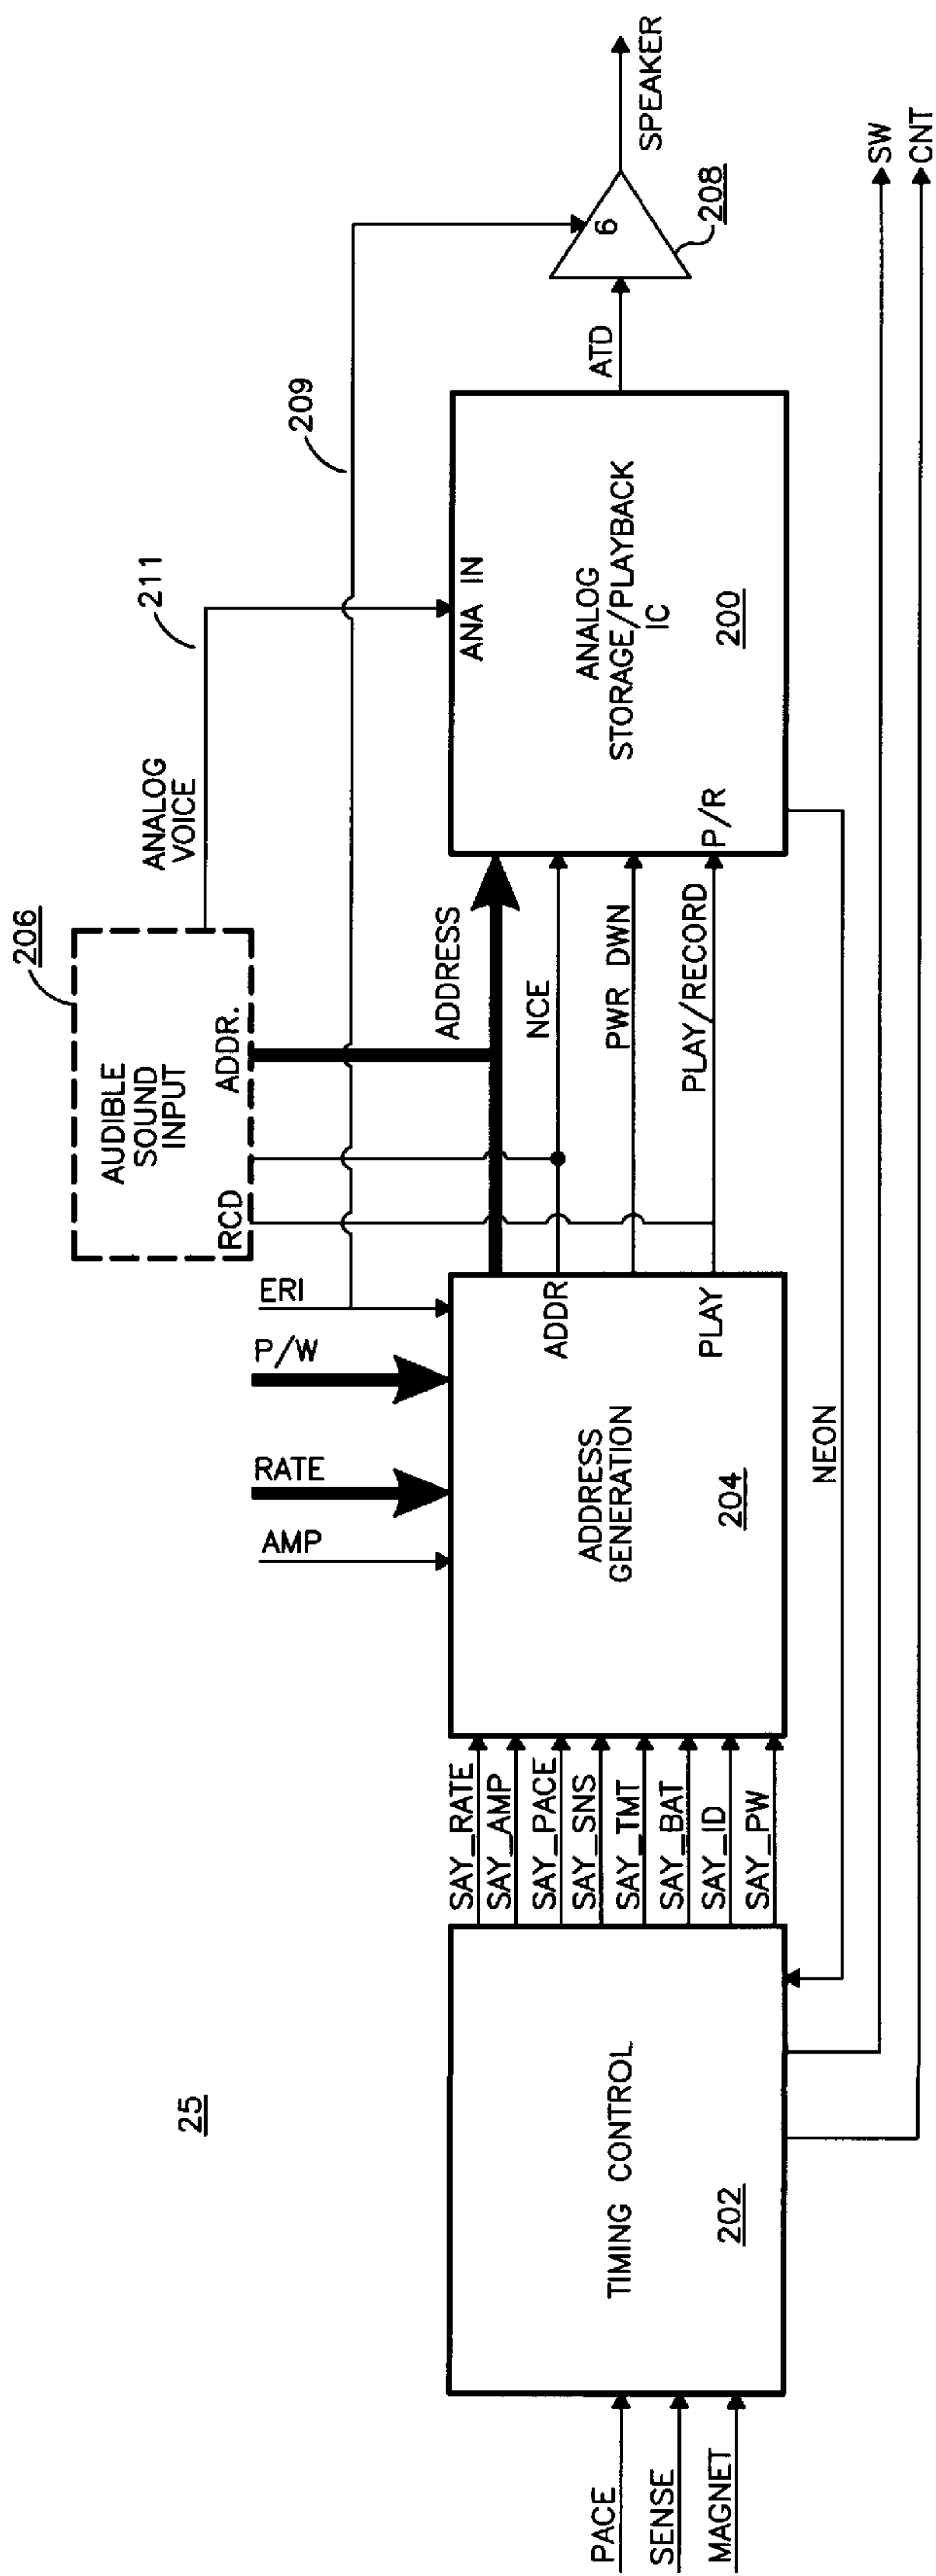 25
PACE
SENSE
MAGNET
TIMING CONTROL
202
SAY_RATE
SAY_AMP
SAY_PACE
SAY_SNS
SAY_TMT
SAY_BAT
SAY_ID
SAY_PW
AMP
RATE
P/W
ERI
ADDRESS
GENERATION
204
ADDR
PLAY
206
AUDIBLE
SOUND
INPUT
RCD
ADDR.
ANALOG
VOICE
211
209
ADDRESS
NCE
PWR DWN
PLAY/RECORD
ANA IN
ANALOG
STORAGE/PLAYBACK
IC
200
P/R
NEON
ATD
6
208
SPEAKER
SW
CNT